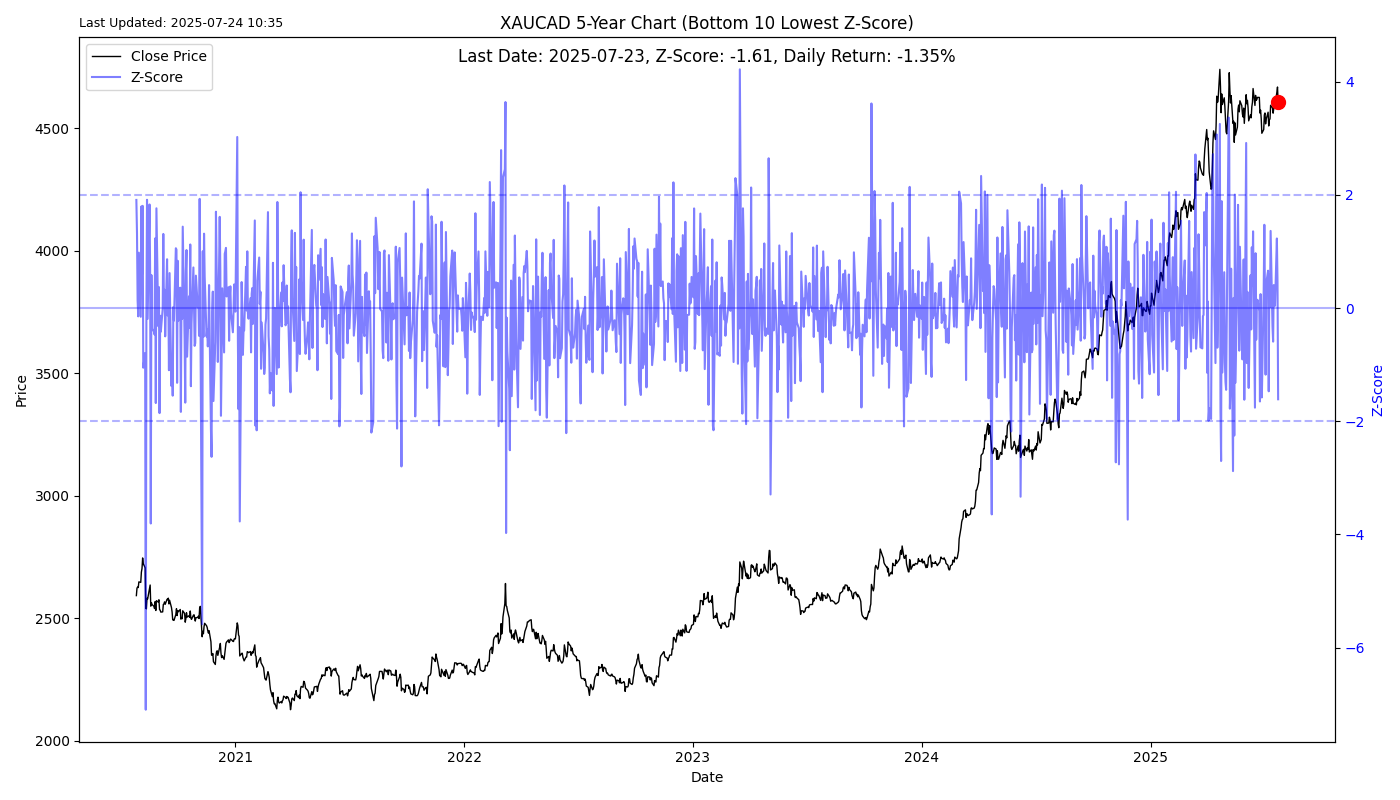 Last Updated: 2025-07-24 10:35
XAUCAD 5-Year Chart (Bottom 10 Lowest Z-Score)
Last Date: 2025-07-23, Z-Score: -1.61, Daily Return: -1.35%
Close Price
Z-Score
4500
4000
3500
3000
2500
2000
Price
4
2
0
−2
−4
−6
Z-Score
2021
2022
2023
2024
2025
Date